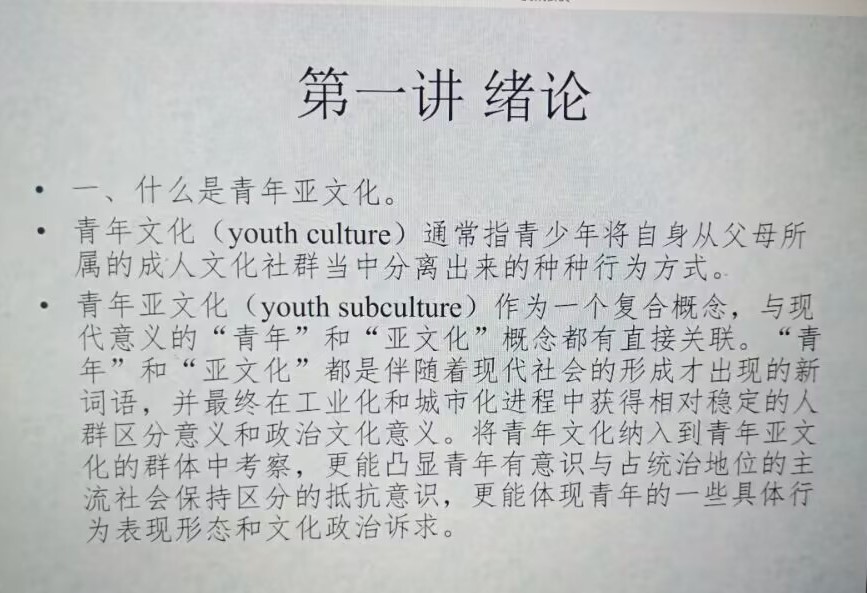 第一讲 绪论
• 一、什么是青年亚文化。
• 青年文化（youth culture）通常指青少年将自身从父母所
属的成人文化社群当中分离出来的种种行为方式。
• 青年亚文化（youth subculture）作为一个复合概念，与现
代意义的“青年”和“亚文化”概念都有直接关联。“青
年”和“亚文化”都是伴随着现代社会的形成才出现的新
词语，并最终在工业化和城市化进程中获得相对稳定的人
群区分意义和政治文化意义。将青年文化纳入到青年亚文
化的群体中考察，更能凸显青年有意识与占统治地位的主
流社会保持区分的抵抗意识，更能体现青年的一些具体行
为表现形态和文化政治诉求。